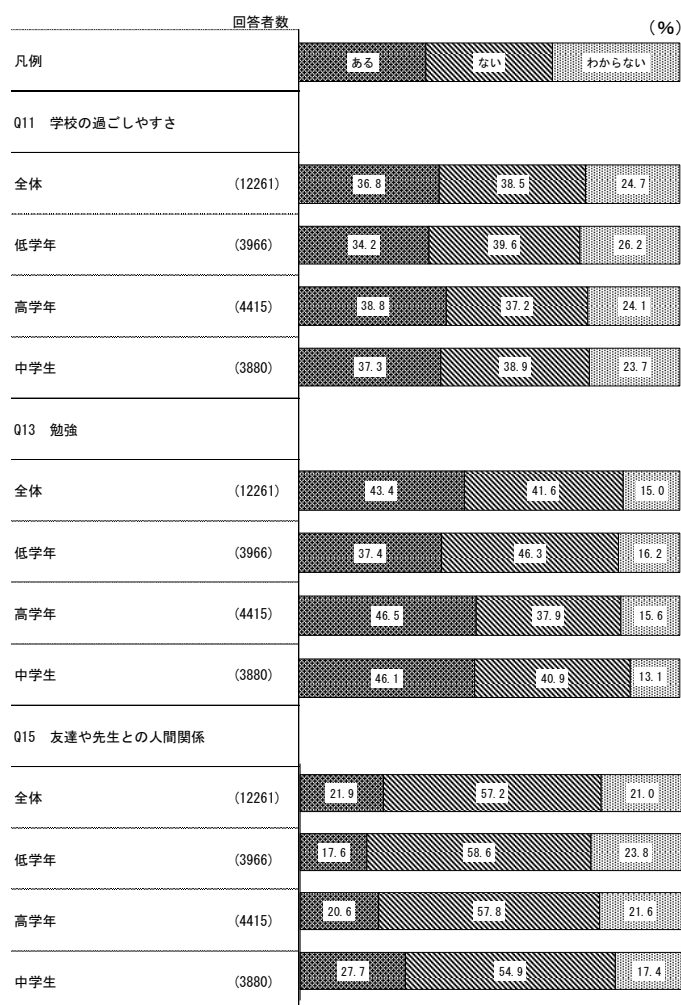 回答者数
(%)
凡例 ある ない わからない
Q11 学校の過ごしやすさ
全体 (12261) 36.8 38.5 24.7
低学年 (3966) 34.2 39.6 26.2
高学年 (4415) 38.8 37.2 24.1
中学生 (3880) 37.3 38.9 23.7
Q13 勉強
全体 (12261) 43.4 41.6 15.0
低学年 (3966) 37.4 46.3 16.2
高学年 (4415) 46.5 37.9 15.6
中学生 (3880) 46.1 40.9 13.1
Q15 友達や先生との人間関係
全体 (12261) 21.9 57.2 21.0
低学年 (3966) 17.6 58.6 23.8
高学年 (4415) 20.6 57.8 21.6
中学生 (3880) 27.7 54.9 17.4